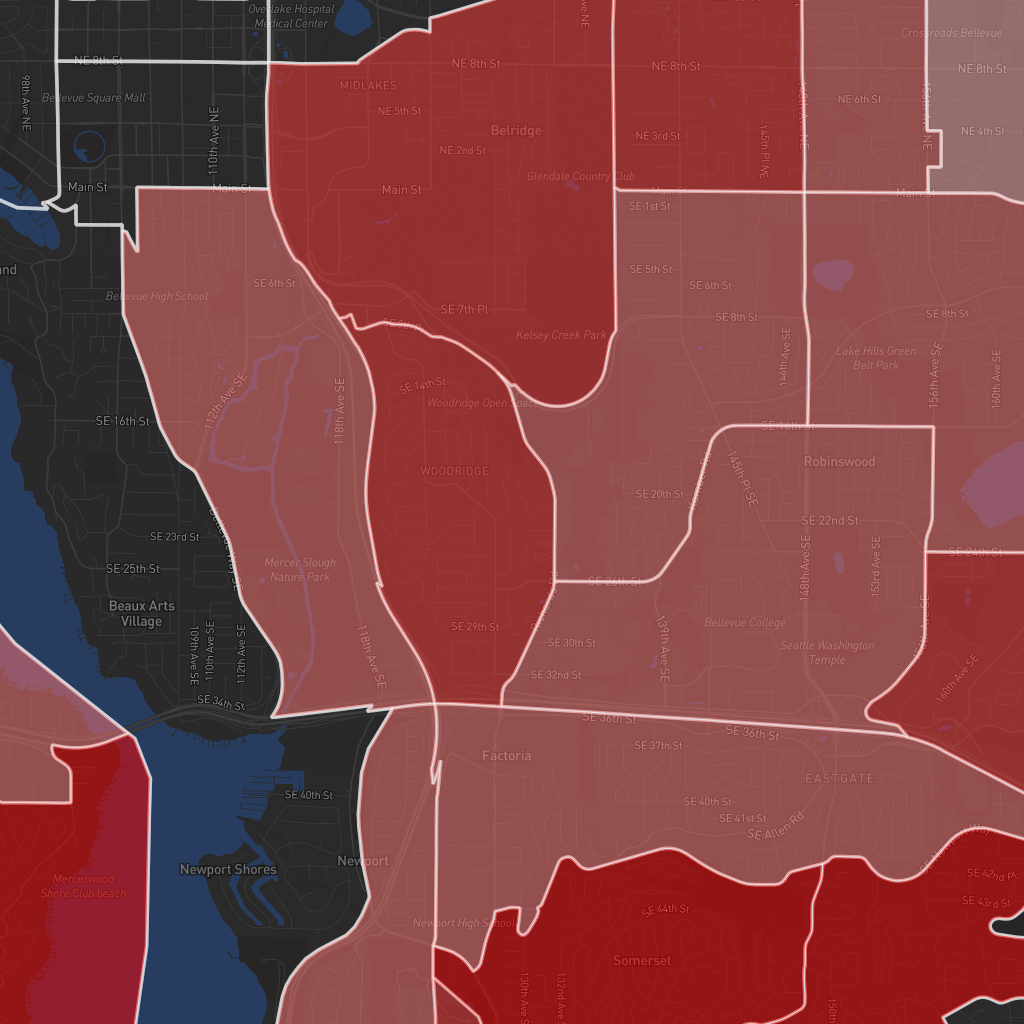 Overlake Hospital
Medical Center
Ave NE
Crossroads Bellevue
NE 8th St
NE 8th St
NE 8th St
NE 8th St
MIDLAKES
98th Ave NE
Bellevue Square Mall
110th Ave NE
NE 5th St
NE 6th St
Belridge
NE 3rd St
145th Pl NE
NE 4th St
NE 2nd St
Glendale Country Club
Main St
Main St
Main St
Main St
Main St
SE 1st St
SE 5th St
SE 6th St
SE 6th St
Bellevue High School
SE 7th Pl
SE 8th St
SE 8th St
Kelsey Creek Park
146th Ave SE
Lake Hills Green
Belt Park
156th Ave SE
160th Ave SE
SE 14th St
Woodridge Open Space
112th Ave SE
118th Ave SE
SE 16th St
SE 16th St
WOODRIDGE
Robinswood
145th Pl SE
SE 20th St
SE 22nd St
SE 23rd St
SE 24th St
148th Ave SE
153rd Ave SE
Mercer Slough
Nature Park
SE 25th St
SE 26th St
Beaux Arts
Village
109th Ave SE
110th Ave SE
112th Ave SE
118th Ave SE
SE 29th St
SE 30th St
139th Ave SE
Bellevue College
Seattle Washington
Temple
SE 32nd St
160th Ave SE
SE 34th St
SE 36th St
SE 36th St
Factoria
SE 37th St
EASTGATE
SE 40th St
SE 40th St
SE 41st St
SE Allen Rd
Newport
Newport Shores
Mercerwood
Shore Club beach
SE 42nd Pl
SE 43rd St
SE 44th St
Newport High School
Somerset
130th Ave S
132nd Ave S
150th